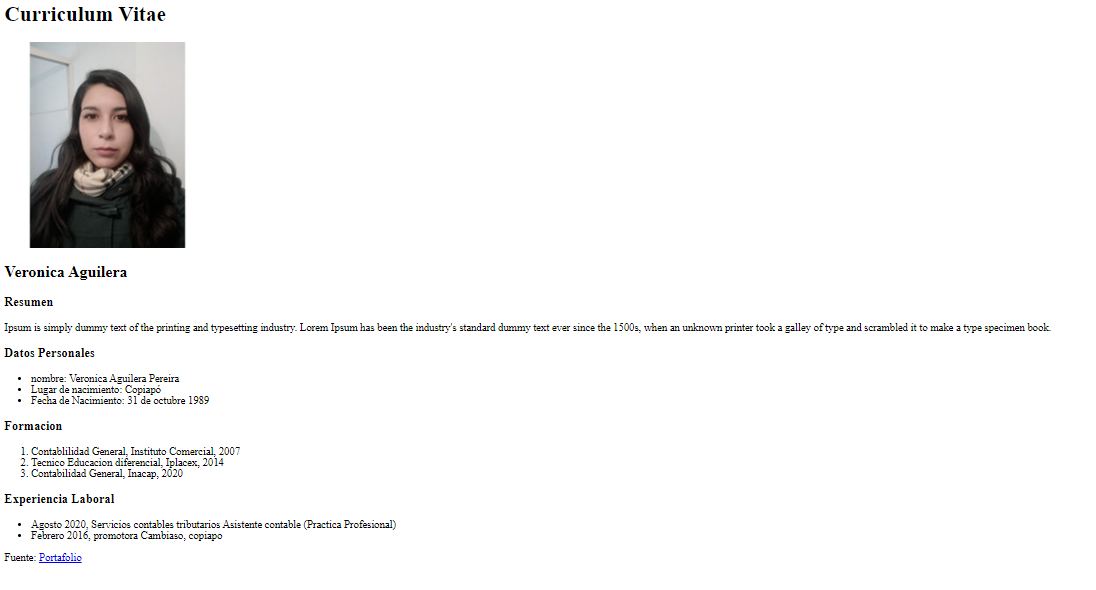 Curriculum Vitae
Veronica Aguilera
Resumen
Ipsum is simply dummy text of the printing and typesetting industry. Lorem Ipsum has been the industry's standard dummy text ever since the 1500s, when an unknown printer took a galley of type and scrambled it to make a type specimen book.
Datos Personales
• nombre: Veronica Aguilera Pereira
• Lugar de nacimiento: Copiapó
• Fecha de Nacimiento: 31 de octubre 1989
Formacion
1. Contablilidad General, Instituto Comercial, 2007
2. Tecnico Educacion diferencial, Iplacex, 2014
3. Contabilidad General, Inacap, 2020
Experiencia Laboral
• Agosto 2020, Servicios contables tributarios Asistente contable (Practica Profesional)
• Febrero 2016, promotora Cambiaso, copiapo
Fuente: Portafolio